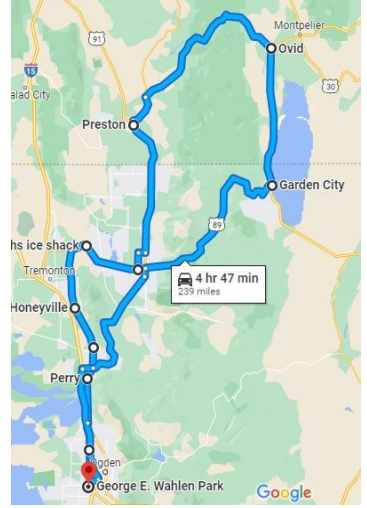 91
Montpelier
Ovid
15
30
alad City
Preston
Garden City
89
hs ice shack
Tremonton
4 hr 47 min
239 miles
Honeyville
Perry
gden
George E. Wahlen Park
Google